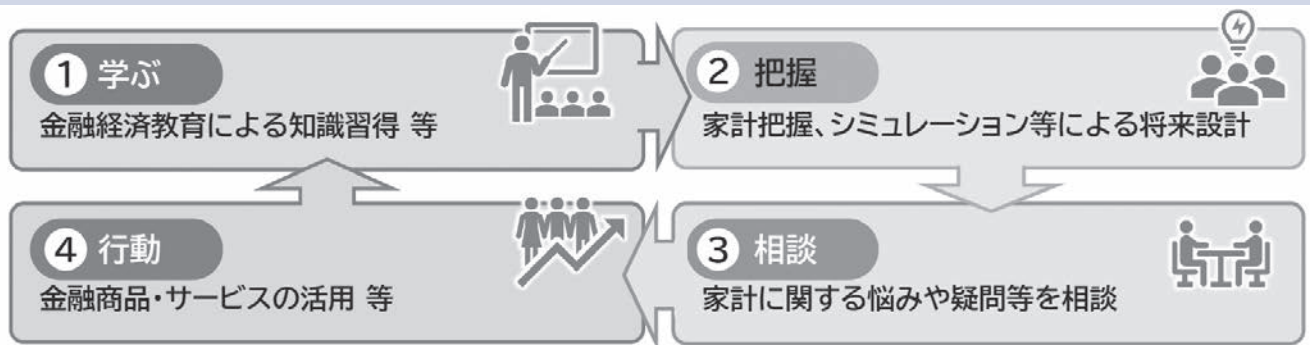 ① 学ぶ
金融経済教育による知識習得 等
② 把握
家計把握、シミュレーション等による将来設計
③ 相談
家計に関する悩みや疑問等を相談
④ 行動
金融商品・サービスの活用 等